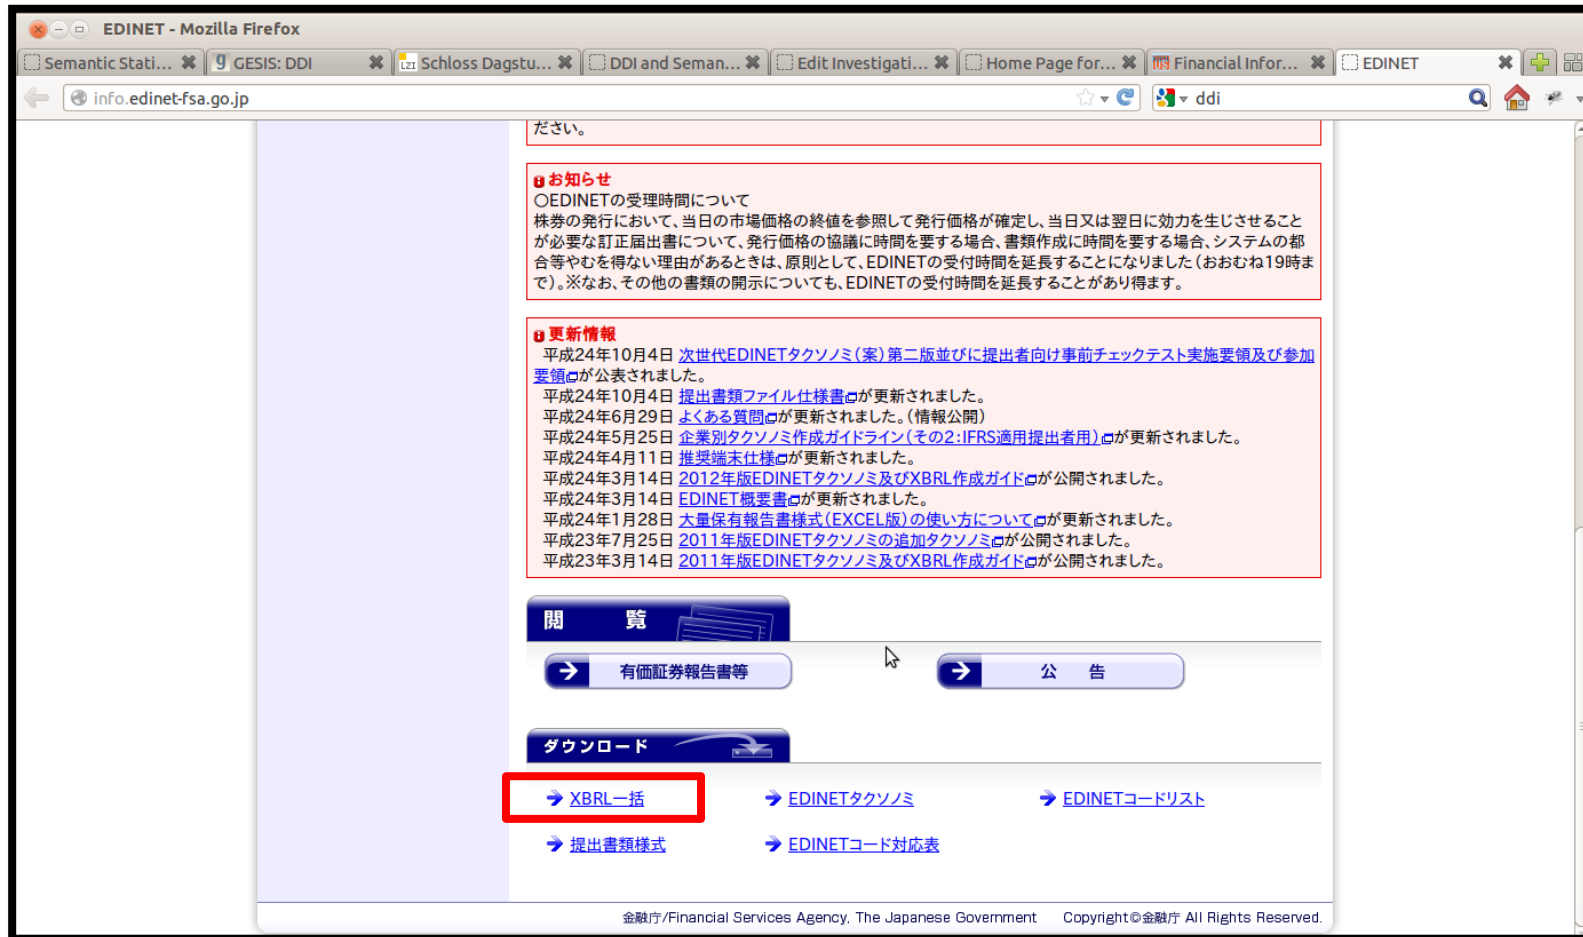 EDINET - Mozilla Firefox
Semantic Stati... GESIS: DDI Schloss Dagstu... DDI and Seman... Edit Investigati... Home Page for... Financial Infor... EDINET
info.edinet-fsa.go.jp ddi
ださい。
お知らせ
○EDINETの受理時間について
株券の発行において、当日の市場価格の終値を参照して発行価格が確定し、当日又は翌日に効力を生じさせること
が必要な訂正届出書について、発行価格の協議に時間を要する場合、書類作成に時間を要する場合、システムの都
合等やむを得ない理由があるときは、原則として、EDINETの受付時間を延長することになりました（おおむね19時ま
で）。※なお、その他の書類の開示についても、EDINETの受付時間を延長することがあり得ます。
更新情報
平成24年10月4日 次世代EDINETタクソノミ（案）第二版並びに提出者向け事前チェックテスト実施要領及び参加
要領が公表されました。
平成24年10月4日 提出書類ファイル仕様書が更新されました。
平成24年6月29日 よくある質問が更新されました。（情報公開）
平成24年5月25日 企業別タクソノミ作成ガイドライン（その2：IFRS適用提出者用）が更新されました。
平成24年4月11日 推奨端末仕様が更新されました。
平成24年3月14日 2012年版EDINETタクソノミ及びXBRL作成ガイドが公開されました。
平成24年3月14日 EDINET概要書が更新されました。
平成24年1月28日 大量保有報告書様式（EXCEL版）の使い方についてが更新されました。
平成23年7月25日 2011年版EDINETタクソノミの追加タクソノミが公開されました。
平成23年3月14日 2011年版EDINETタクソノミ及びXBRL作成ガイドが公開されました。
閲 覧
有価証券報告書等 公 告
ダウンロード
XBRL一括 EDINETタクソノミ EDINETコードリスト
提出書類様式 EDINETコード対応表
金融庁/Financial Services Agency, The Japanese Government Copyright©金融庁 All Rights Reserved.